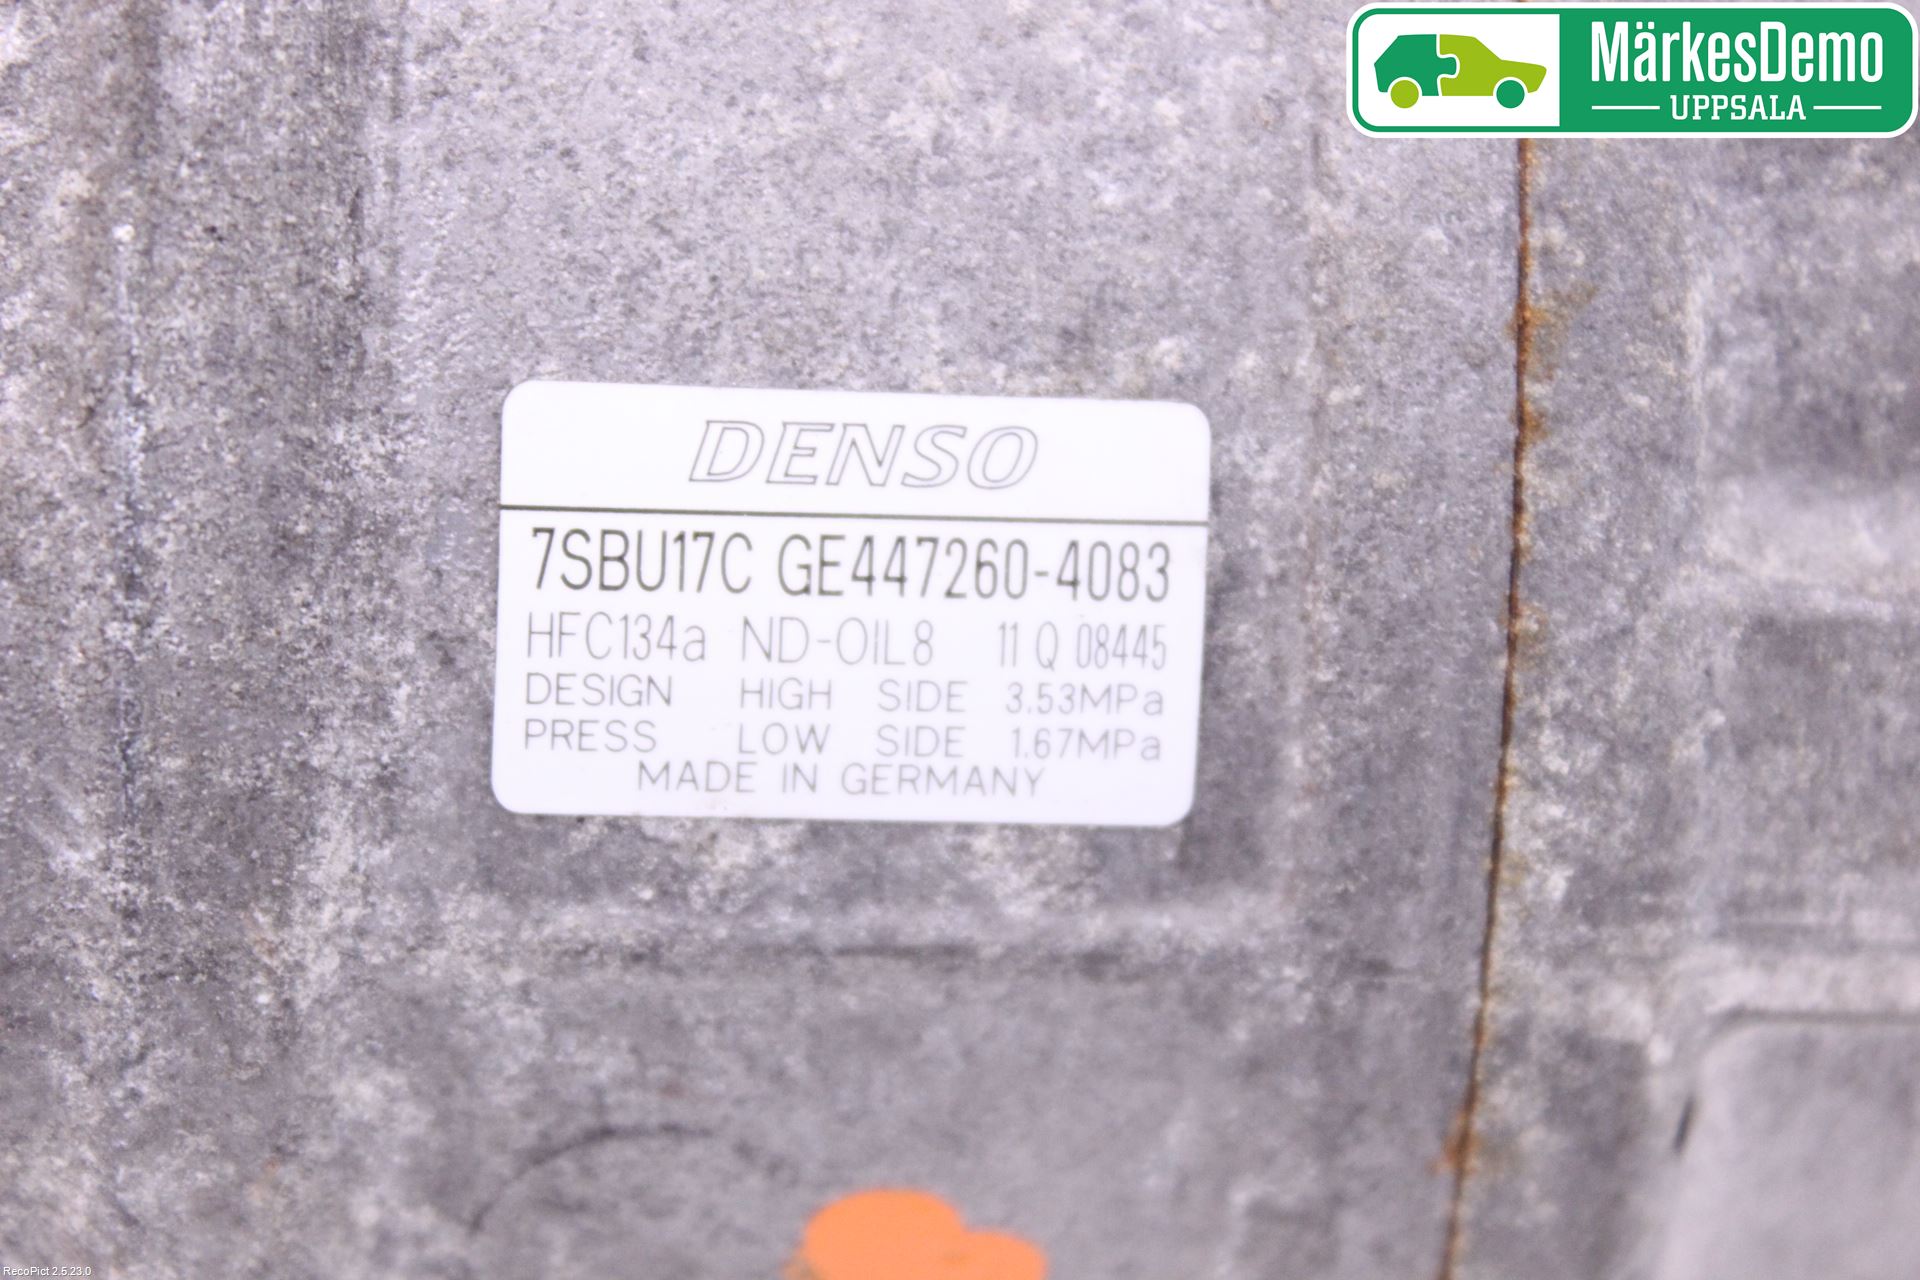 MärkesDemo
UPPSALA
DENSO
7SBU17C GE447260-4083
HFC134a ND-OIL8 11 Q 08445
DESIGN HIGH SIDE 3.53MPa
PRESS LOW SIDE 1.67MPa
MADE IN GERMANY
RecoPict 2.5.23.0